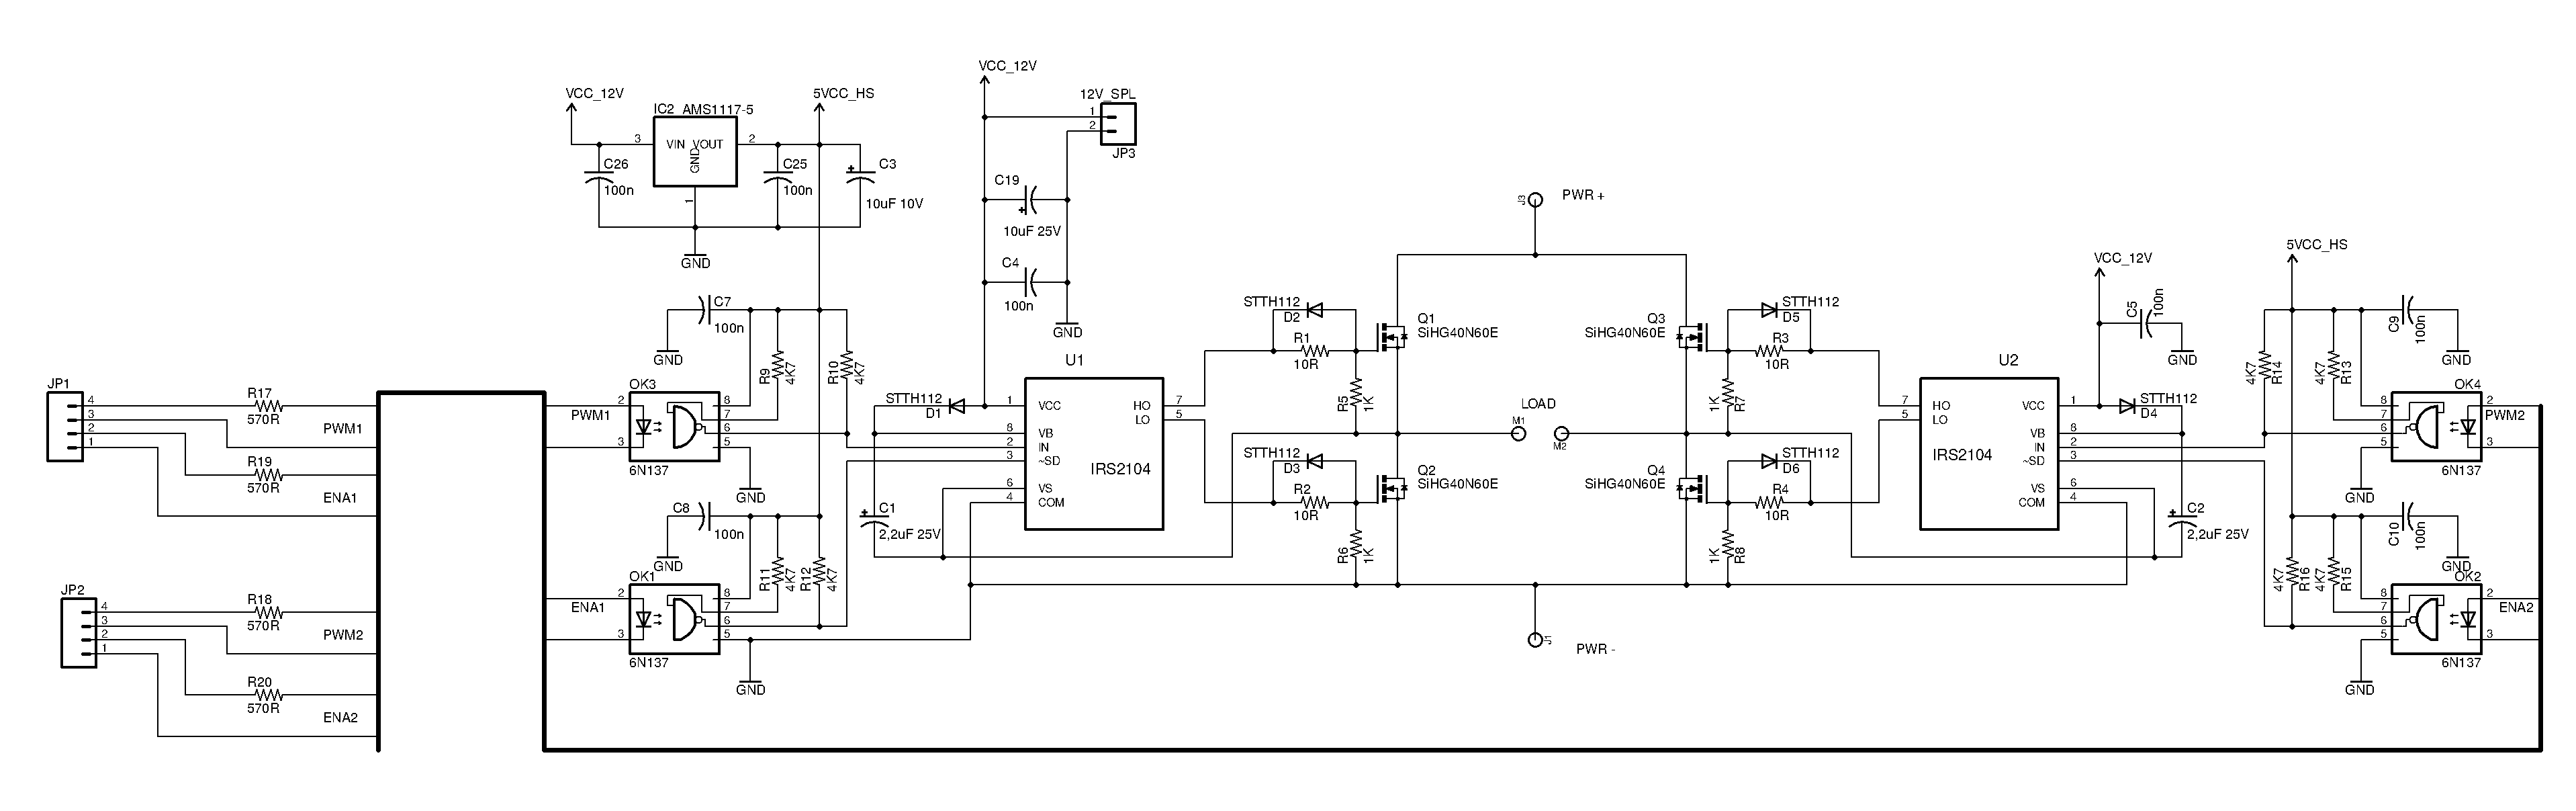 VCC_12V
12V_SPL
1
2
JP3
VCC_12V
IC2 AMS1117-5
5VCC_HS
3
VIN VOUT
GND
2
1
C26
100n
C25
100n
C3
10uF 10V
GND
C19
10uF 25V
C4
100n
GND
J3
PWR +
C7
100n
GND
R9
4K7
R10
4K7
JP1
4
3
2
1
R17
570R
PWM1
R19
570R
ENA1
JP2
4
3
2
1
R18
570R
PWM2
R20
570R
ENA2
OK3
PWM1
2
3
8
7
6
5
6N137
GND
C8
100n
GND
R11
4K7
R12
4K7
OK1
ENA1
2
3
8
7
6
5
6N137
GND
STTH112
D1
C1
2,2uF 25V
U1
1
8
2
3
6
4
VCC
VB
IN
~SD
VS
COM
HO
LO
IRS2104
7
5
STTH112
D2
R1
10R
R5
1K
Q1
SiHG40N60E
STTH112
D3
R2
10R
R6
1K
Q2
SiHG40N60E
LOAD
M1
M2
J1
PWR -
Q3
SiHG40N60E
STTH112
D5
R3
10R
R7
1K
Q4
SiHG40N60E
STTH112
D6
R4
10R
R8
1K
U2
7
5
HO
LO
IRS2104
VCC
VB
IN
~SD
VS
COM
1
8
2
3
6
4
VCC_12V
C5
100n
GND
STTH112
D4
C2
2,2uF 25V
5VCC_HS
C9
100n
GND
R14
4K7
R13
4K7
OK4
8
7
6
5
2
PWM2
3
6N137
GND
C10
100n
GND
R16
4K7
R15
4K7
OK2
8
7
6
5
2
ENA2
3
6N137
GND